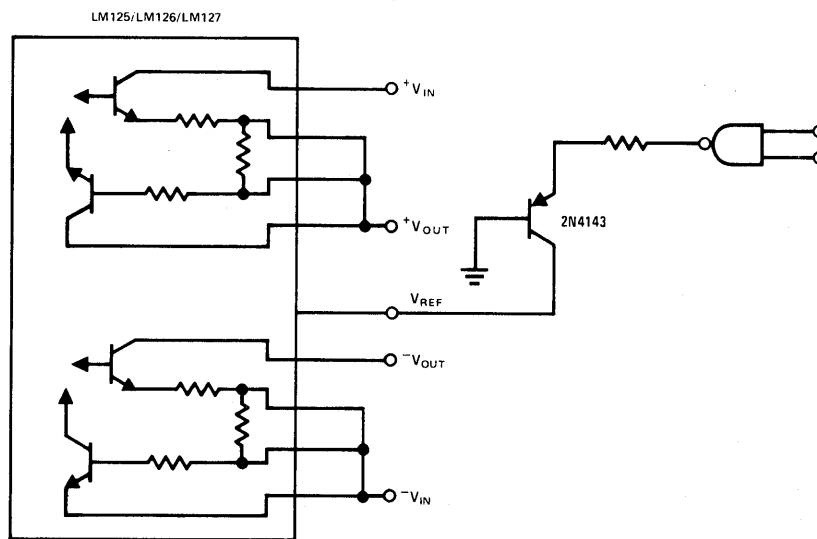 LM125/LM126/LM127
+VIN
2N4143
+VOUT
VREF
−VOUT
−VIN